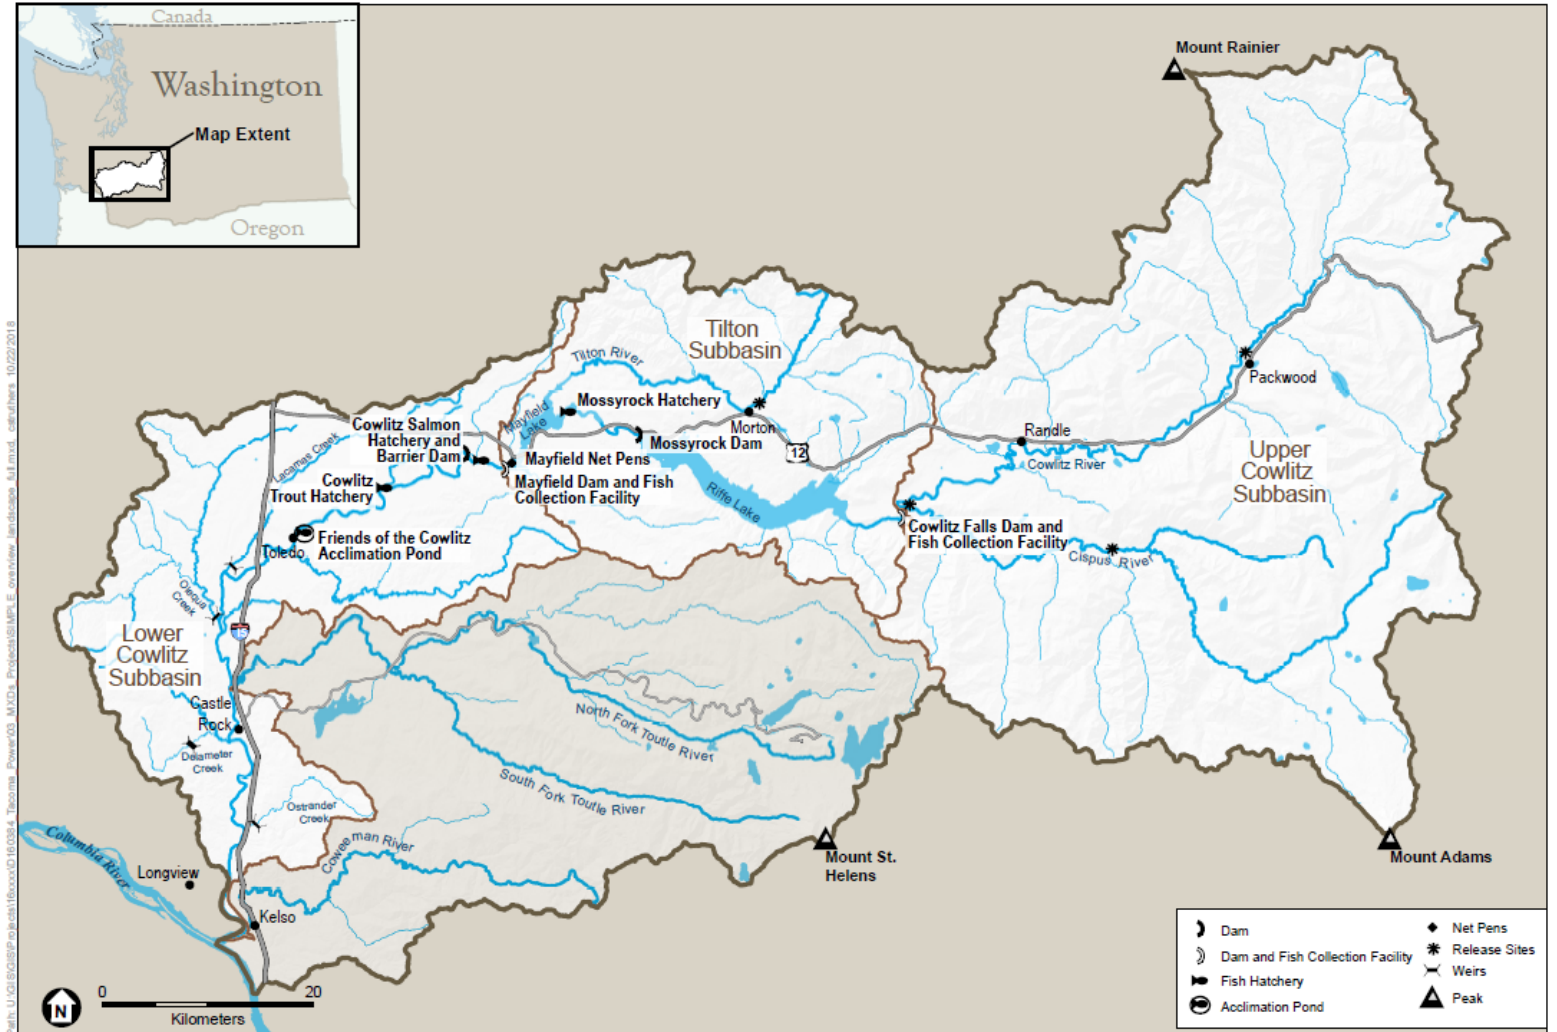 Canada
Washington
Map Extent
Oregon
Mount Rainier
Tilton
Subbasin
Tilton River
Mossyrock Hatchery
Mayfield
Lake
Morton
Mossyrock Dam
12
Cowlitz Salmon
Hatchery and
Barrier Dam
Mayfield Net Pens
Mayfield Dam and Fish
Collection Facility
Lacamas Creek
Cowlitz
Trout Hatchery
Riffe Lake
Friends of the Cowlitz
Acclimation Pond
Toledo
Packwood
Randle
Cowlitz River
Upper
Cowlitz
Subbasin
Cowlitz Falls Dam and
Fish Collection Facility
Cispus River
Olequa
Creek
Lower
Cowlitz
Subbasin
Castle
Rock
Delameter
Creek
North Fork Toutle River
South Fork Toutle River
Ostrander
Creek
Coweeman River
Columbia River
Longview
Kelso
Mount St.
Helens
Mount Adams
0 20
Kilometers
N
Dam
Dam and Fish Collection Facility
Fish Hatchery
Acclimation Pond
Net Pens
Release Sites
Weirs
Peak